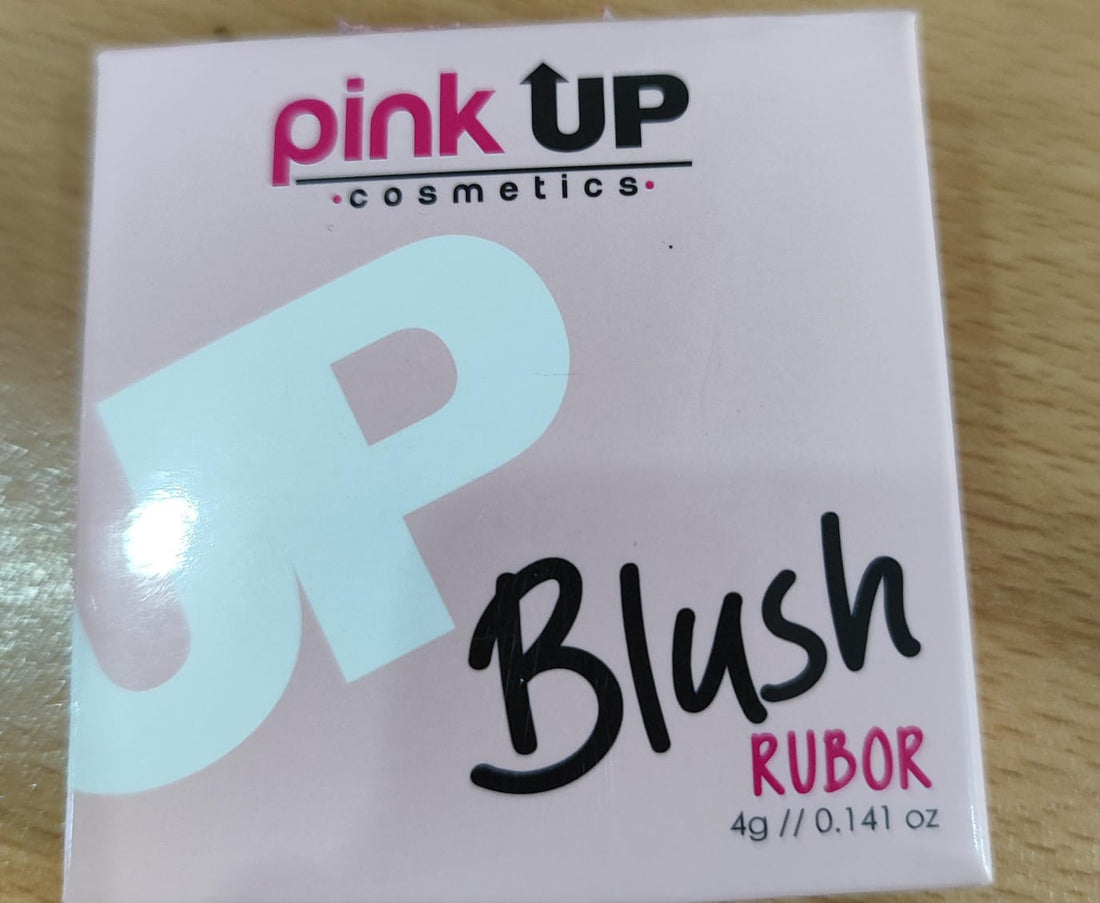 pink UP
•cosmetics•
UP
Blush
RUBOR
4g // 0.141 oz